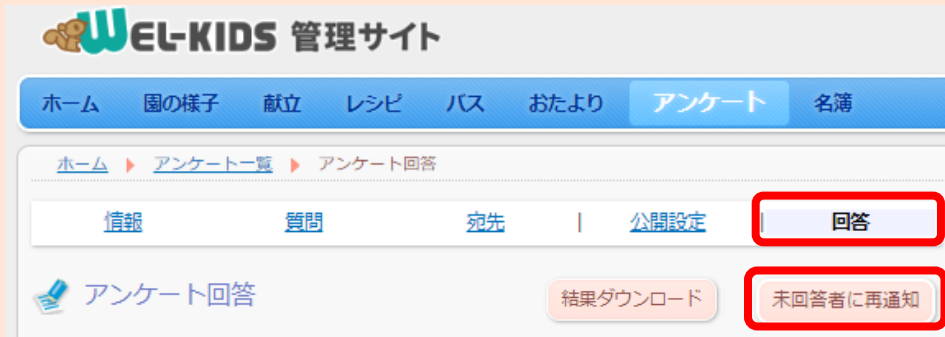 WEL-KIDS 管理サイト
ホーム 園の様子 献立 レシピ バス おたより アンケート 名簿
ホーム アンケート一覧 アンケート回答
情報 質問 宛先 | 公開設定 | 回答
アンケート回答 結果ダウンロード 未回答者に再通知